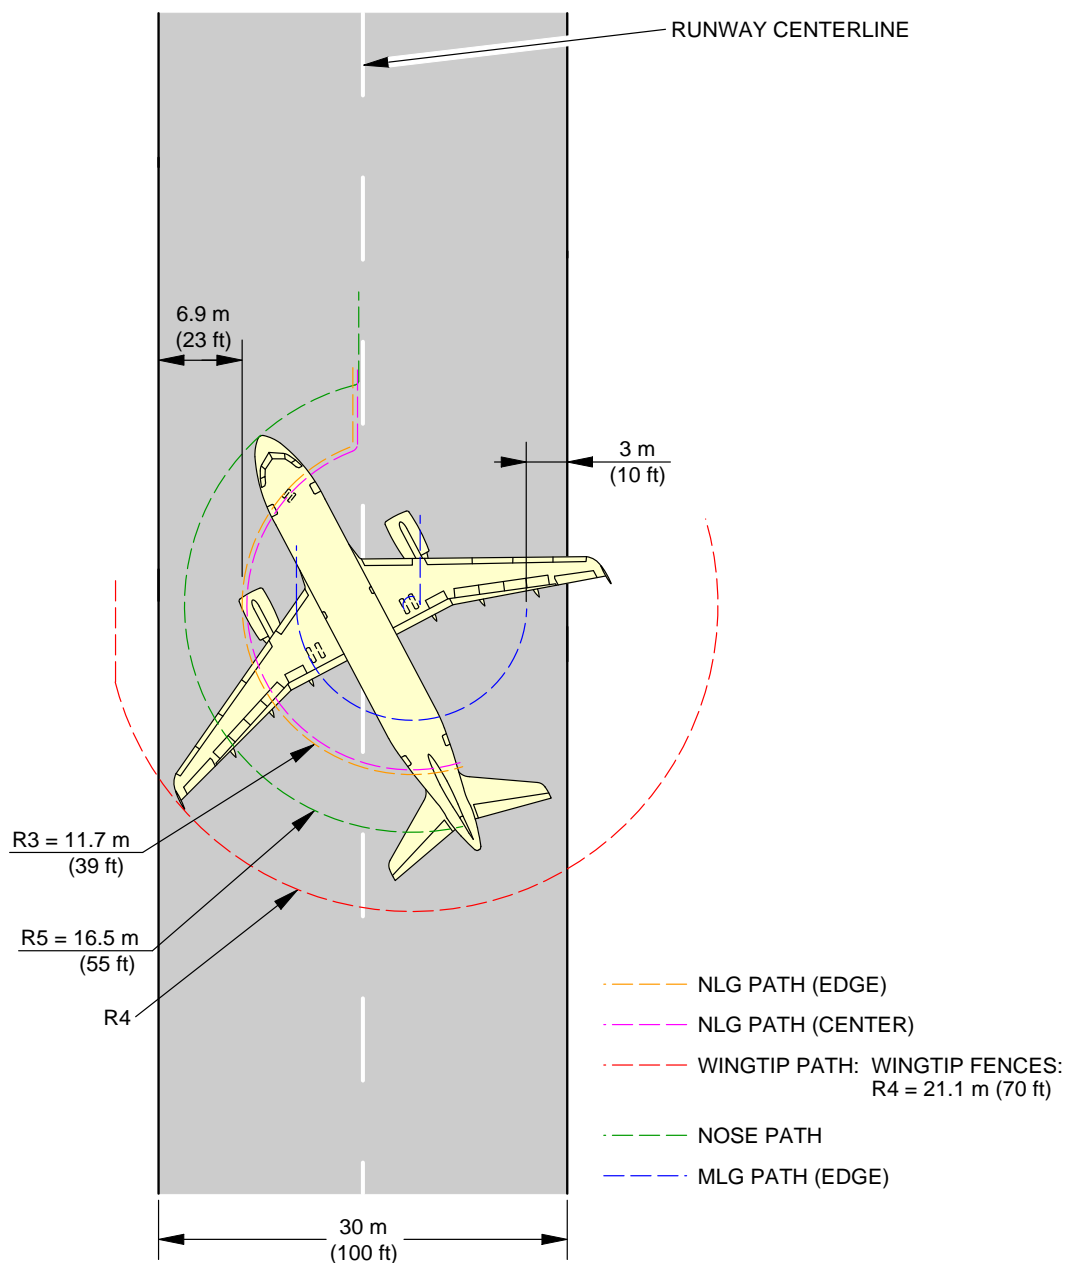 RUNWAY CENTERLINE
6.9 m
(23 ft)
3 m
(10 ft)
R3 = 11.7 m
(39 ft)
R5 = 16.5 m
(55 ft)
R4
NLG PATH (EDGE)
NLG PATH (CENTER)
WINGTIP PATH: WINGTIP FENCES:
R4 = 21.1 m (70 ft)
NOSE PATH
MLG PATH (EDGE)
30 m
(100 ft)